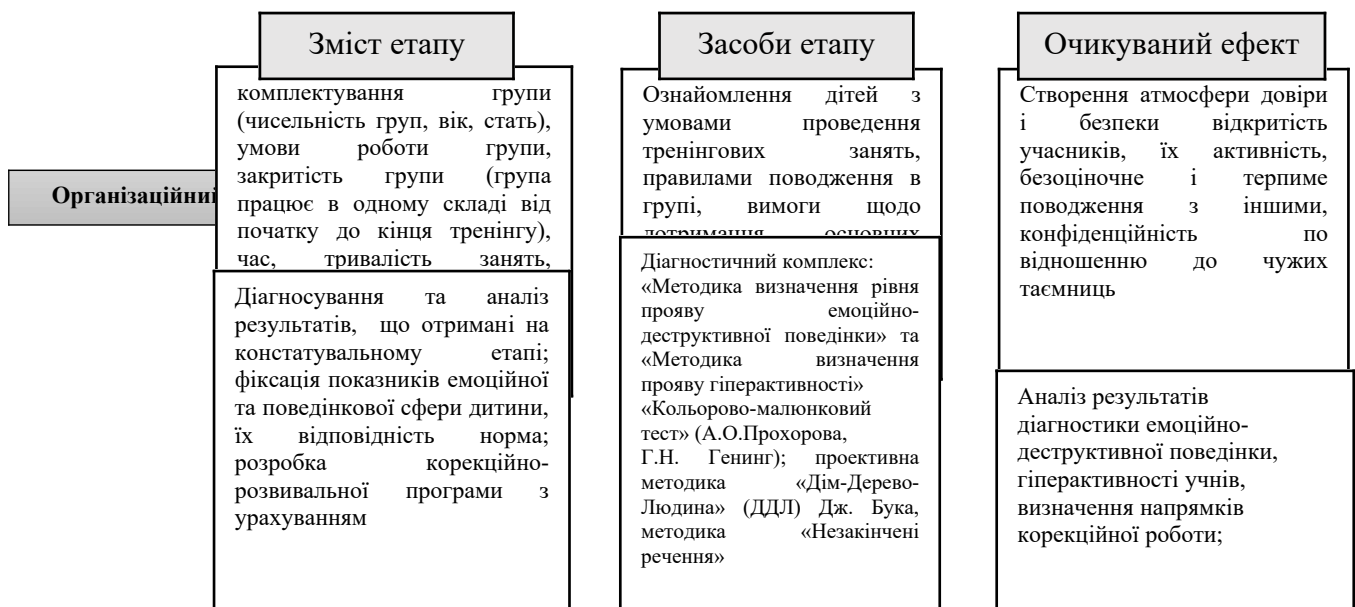 Зміст етапу
Засоби етапу
Очикуваний ефект
Організаційний
комплектування групи
(чисельність груп, вік, стать),
умови роботи групи,
закритість групи (група
працює в одному складі від
початку до кінця тренінгу),
час, тривалість занять,
Ознайомлення дітей з
умовами проведення
тренінгових занять,
правилами поводження в
групі, вимоги щодо
дотримання основних
Створення атмосфери довіри
і безпеки відкритість
учасників, їх активність,
безоціночне і терпиме
поводження з іншими,
конфіденційність по
відношенню до чужих
таємниць
Діагносування та аналіз
результатів, що отримані на
констатувальному етапі;
фіксація показників емоційної
та поведінкової сфери дитини,
їх відповідність норма;
розробка корекційно-
розвивальної програми з
урахуванням
Діагностичний комплекс:
«Методика визначення рівня
прояву емоційно-
деструктивної поведінки» та
«Методика визначення
прояву гіперактивності»
«Кольорово-малюнковий
тест» (А.О.Прохорова,
Г.Н. Генинг); проективна
методика «Дім-Дерево-
Людина» (ДДЛ) Дж. Бука,
методика «Незакінчені
речення»
Аналіз результатів
діагностики емоційно-
деструктивної поведінки,
гіперактивності учнів,
визначення напрямків
корекційної роботи;